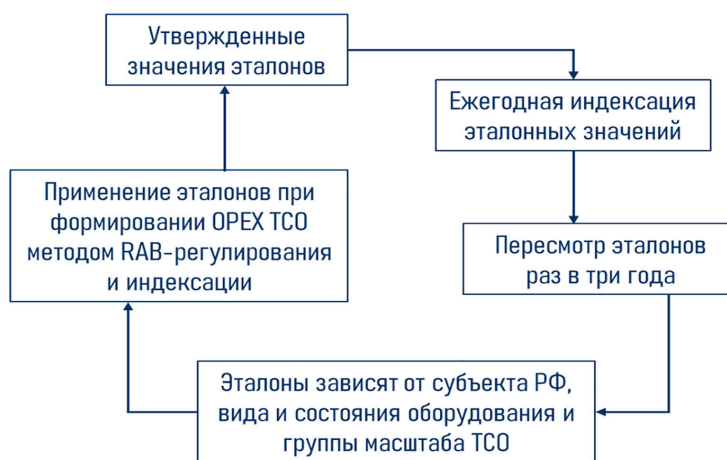 Утвержденные
значения эталонов
Ежегодная индексация
эталонных значений
Пересмотр эталонов
раз в три года
Эталоны зависят от субъекта РФ,
вида и состояния оборудования и
группы масштаба ТСО
Применение эталонов при
формировании OPEX ТСО
методом RAB-регулирования
и индексации